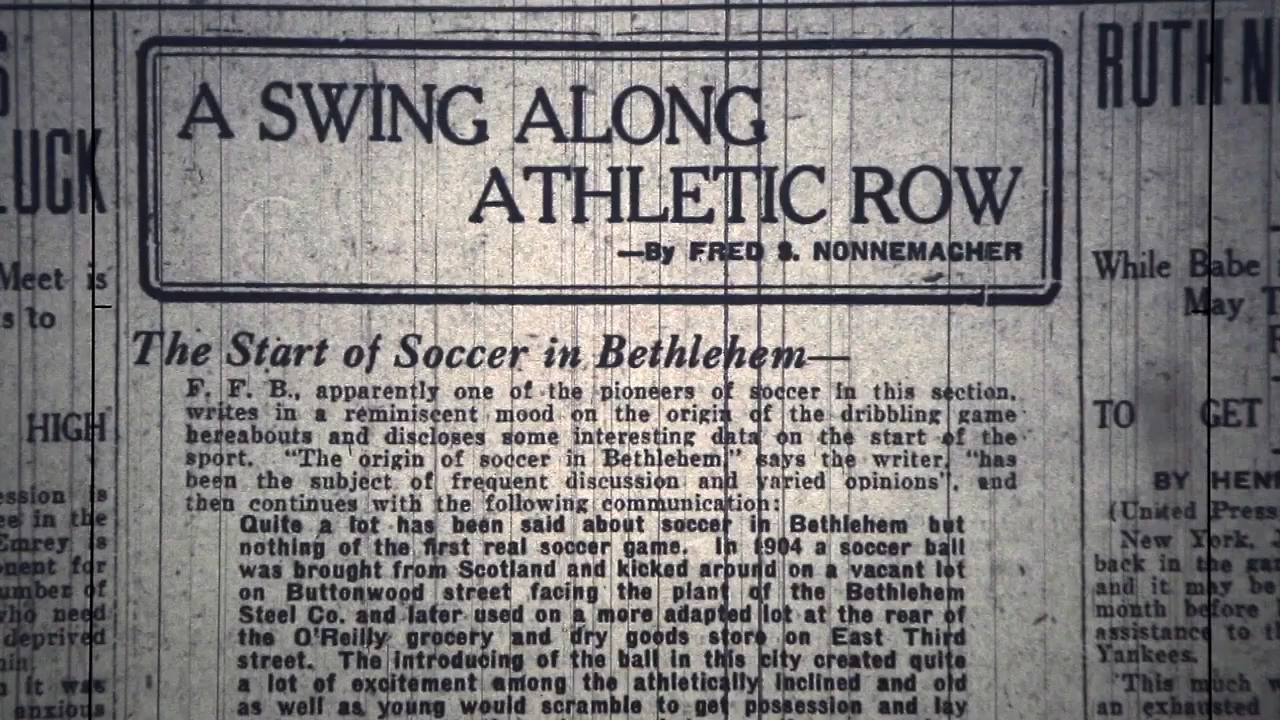 UCK
Meet is
s to
HIGH
ession is
ee in the
Emrey is
nent for
umber of
who need
deprived
it was
anxious
A SWING ALONG
ATHLETIC ROW
—By FRED S. NONNEMACHER
The Start of Soccer in Bethlehem—
F. F. B., apparently one of the pioneers of soccer in this section,
writes in a reminiscent mood on the origin of the dribbling game
hereabouts and discloses some interesting data on the start of the
sport. "The origin of soccer in Bethlehem," says the writer, "has
been the subject of frequent discussion and varied opinions", and
then continues with the following communication:
Quite a lot has been said about soccer in Bethlehem but
nothing of the first real soccer game. In 1904 a soccer ball
was brought from Scotland and kicked around on a vacant lot
on Buttonwood street facing the plant of the Bethlehem
Steel Co. and later used on a more adapted lot at the rear of
the O'Reilly grocery and dry goods store on East Third
street. The introducing of the ball in this city created quite
a lot of excitement among the athletically inclined and old
as well as young would scramble to get possession and lay
RUTH N
While Babe
May T
TO GET
BY HEN
(United Press
New York, J
back in the ga
and it may be
month before
assistance to t
Yankees.
"This much w
an exhausted